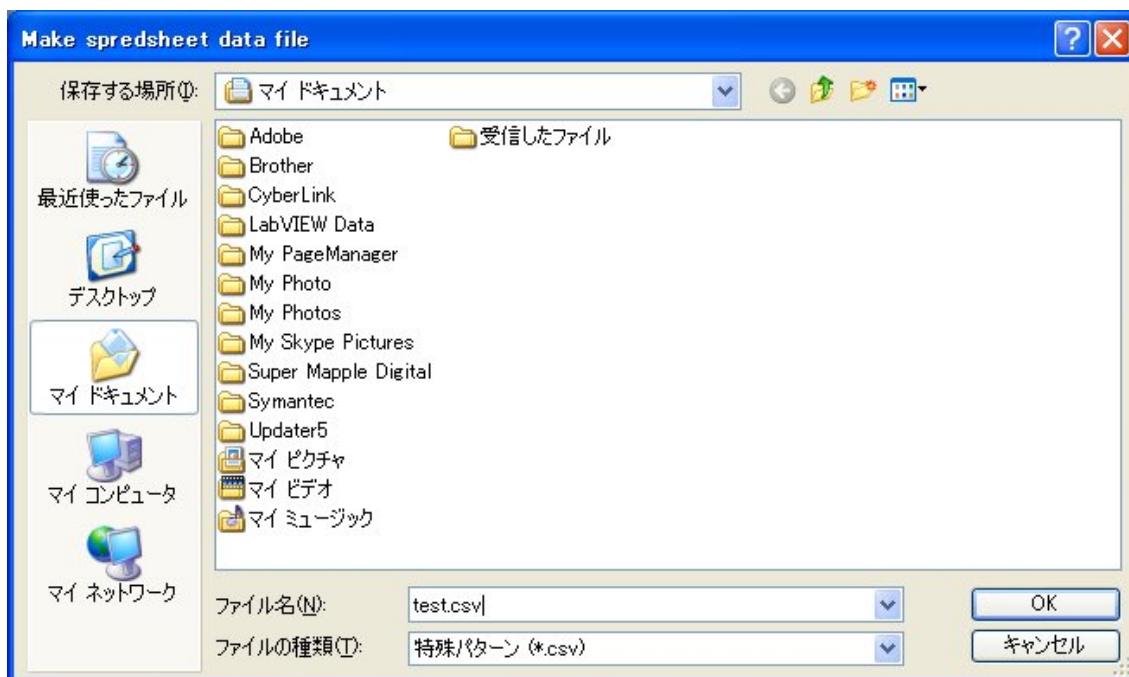 Make spredsheet data file
保存する場所(I):
マイ ドキュメント
最近使ったファイル
デスクトップ
マイ ドキュメント
マイ コンピュータ
マイ ネットワーク
Adobe
Brother
CyberLink
LabVIEW Data
My PageManager
My Photo
My Photos
My Skype Pictures
Super Mapple Digital
Symantec
Updater5
マイ ピクチャ
マイ ビデオ
マイ ミュージック
受信したファイル
ファイル名(N):
test.csv
OK
ファイルの種類(T):
特殊パターン (*.csv)
キャンセル